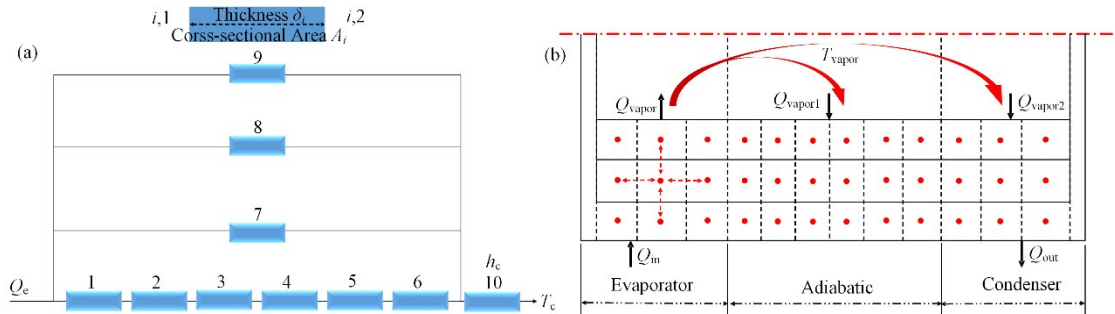 Thickness δi
i,1
i,2
Corss-sectional Area Ai
(a)
9
8
7
hc
Qe
1
2
3
4
5
6
10
Tc
(b)
Tvapor
Qvapor
Qvapor1
Qvapor2
Qin
Qout
Evaporator
Adiabatic
Condenser